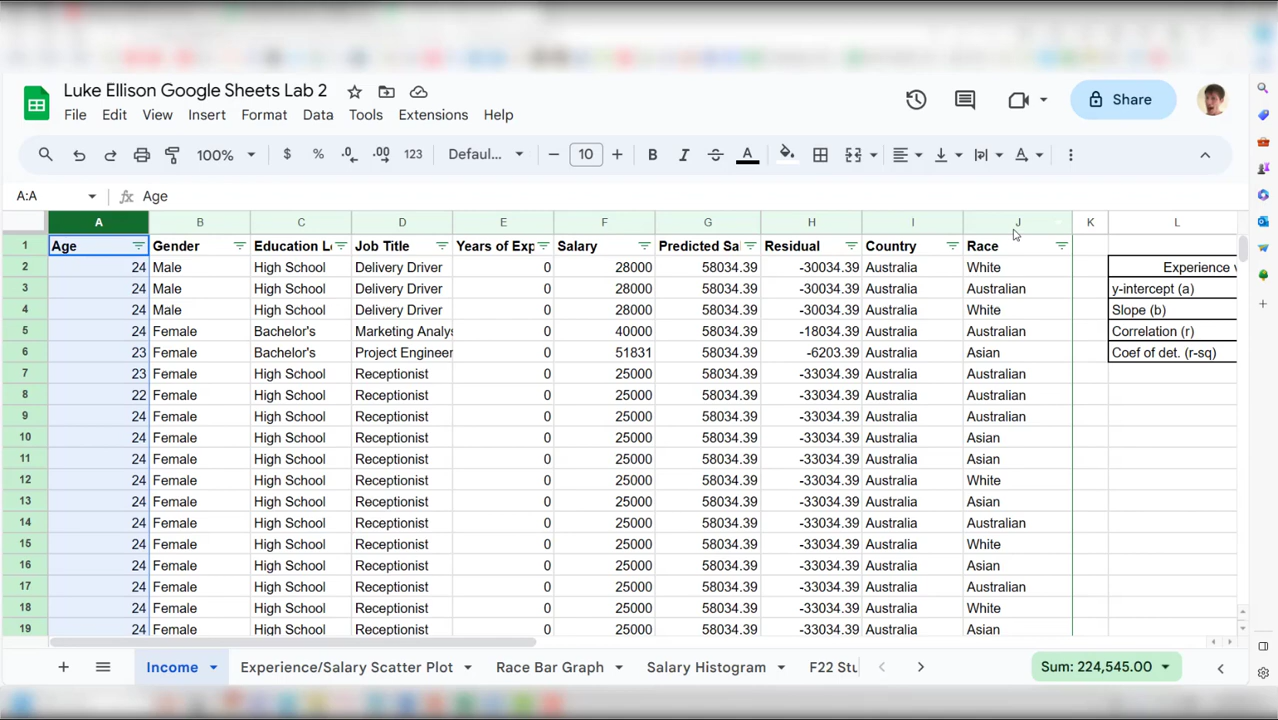 Luke Ellison Google Sheets Lab 2
File Edit View Insert Format Data Tools Extensions Help
Share
100% $ % .0 .00 123 Defaul... 10 B I S A
A:A fx Age
A B C D E F G H I J K L
1 Age Gender Education L Job Title Years of Exp Salary Predicted Sa Residual Country Race
2 24 Male High School Delivery Driver 0 28000 58034.39 -30034.39 Australia White Experience v
3 24 Male High School Delivery Driver 0 28000 58034.39 -30034.39 Australia Australian y-intercept (a)
4 24 Male High School Delivery Driver 0 28000 58034.39 -30034.39 Australia White Slope (b)
5 24 Female Bachelor's Marketing Analys 0 40000 58034.39 -18034.39 Australia Australian Correlation (r)
6 23 Female Bachelor's Project Engineer 0 51831 58034.39 -6203.39 Australia Asian Coef of det. (r-sq)
7 23 Female High School Receptionist 0 25000 58034.39 -33034.39 Australia Australian
8 22 Female High School Receptionist 0 25000 58034.39 -33034.39 Australia Australian
9 24 Female High School Receptionist 0 25000 58034.39 -33034.39 Australia Australian
10 24 Female High School Receptionist 0 25000 58034.39 -33034.39 Australia Asian
11 24 Female High School Receptionist 0 25000 58034.39 -33034.39 Australia Asian
12 24 Female High School Receptionist 0 25000 58034.39 -33034.39 Australia White
13 24 Female High School Receptionist 0 25000 58034.39 -33034.39 Australia Asian
14 24 Female High School Receptionist 0 25000 58034.39 -33034.39 Australia Australian
15 24 Female High School Receptionist 0 25000 58034.39 -33034.39 Australia White
16 24 Female High School Receptionist 0 25000 58034.39 -33034.39 Australia Asian
17 24 Female High School Receptionist 0 25000 58034.39 -33034.39 Australia Australian
18 24 Female High School Receptionist 0 25000 58034.39 -33034.39 Australia White
19 24 Female High School Receptionist 0 25000 58034.39 -33034.39 Australia Asian
Income Experience/Salary Scatter Plot Race Bar Graph Salary Histogram F22 Stu Sum: 224,545.00